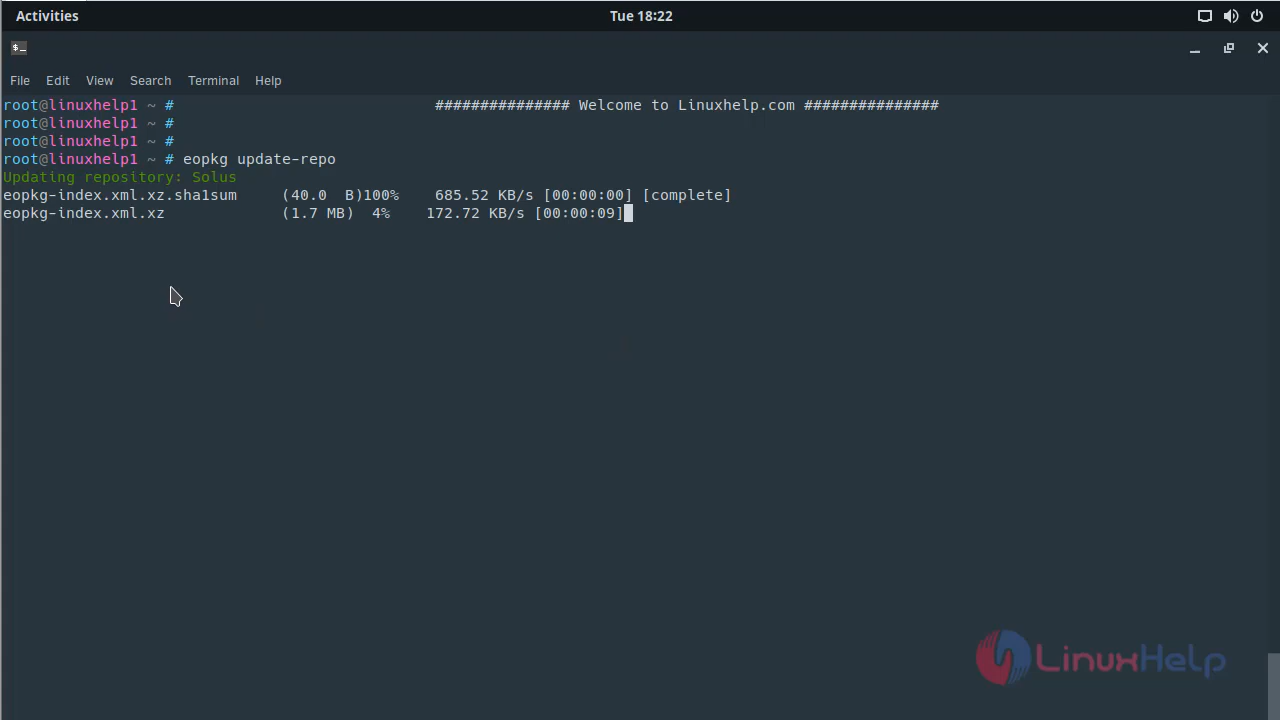 Activities Tue 18:22
$_
File Edit View Search Terminal Help
root@linuxhelp1 ~ # ############### Welcome to Linuxhelp.com ###############
root@linuxhelp1 ~ #
root@linuxhelp1 ~ #
root@linuxhelp1 ~ # eopkg update-repo
Updating repository: Solus
eopkg-index.xml.xz.sha1sum (40.0 B)100% 685.52 KB/s [00:00:00] [complete]
eopkg-index.xml.xz (1.7 MB) 4% 172.72 KB/s [00:00:09]
LinuxHelp